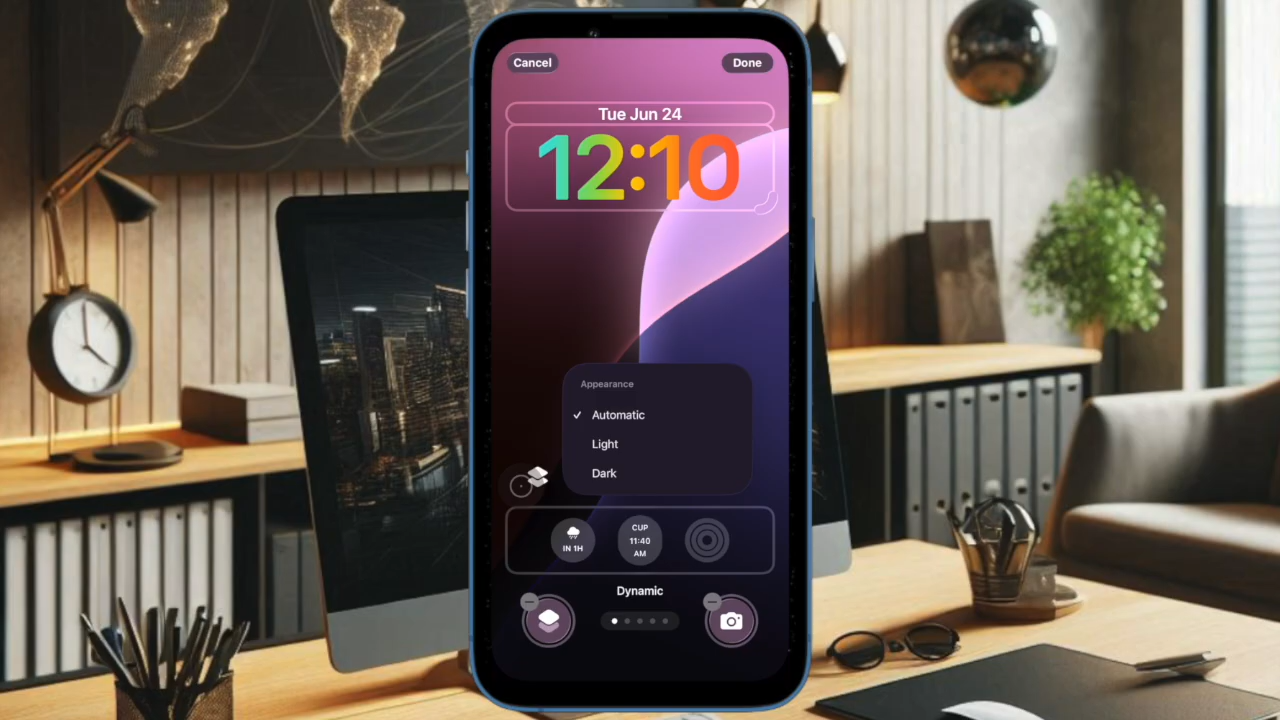 Cancel
Done
Tue Jun 24
12:10
Appearance
Automatic
Light
Dark
IN 1H
CUP
11:40
AM
Dynamic